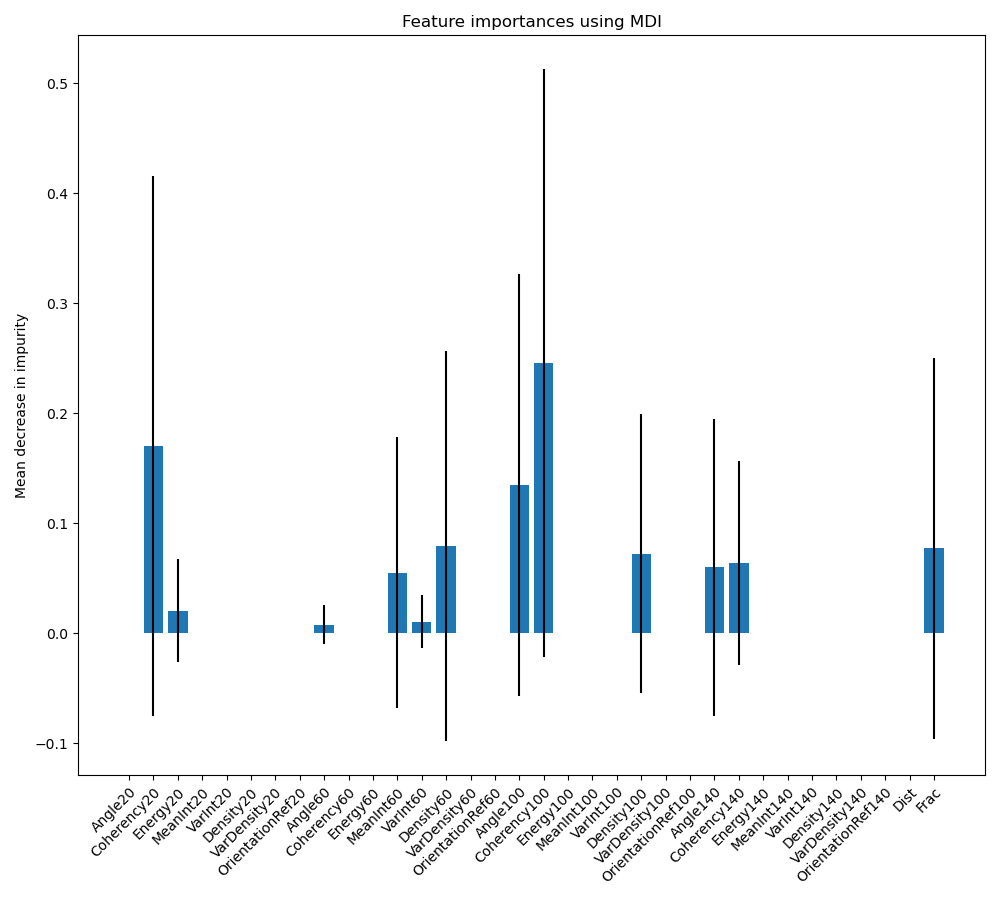 Feature importances using MDI
Mean decrease in impurity
0.5
0.4
0.3
0.2
0.1
0.0
−0.1
Angle20
Coherency20
Energy20
MeanInt20
VarInt20
Density20
VarDensity20
OrientationRef20
Angle60
Coherency60
Energy60
MeanInt60
VarInt60
Density60
VarDensity60
OrientationRef60
Angle100
Coherency100
Energy100
MeanInt100
VarInt100
Density100
VarDensity100
OrientationRef100
Angle140
Coherency140
Energy140
MeanInt140
VarInt140
Density140
VarDensity140
OrientationRef140
Dist
Frac